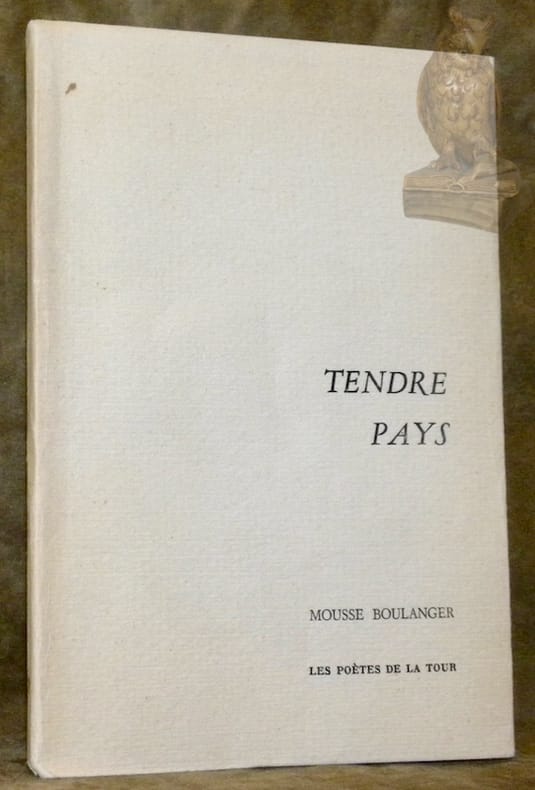 TENDRE
PAYS
MOUSSE BOULANGER
LES POÈTES DE LA TOUR